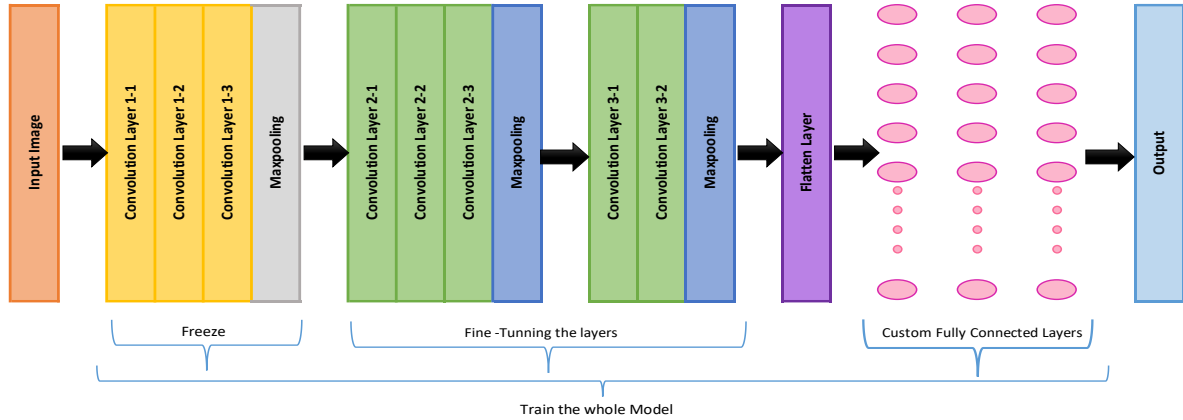 Input Image
Convolution Layer 1-1
Convolution Layer 1-2
Convolution Layer 1-3
Maxpooling
Convolution Layer 2-1
Convolution Layer 2-2
Convolution Layer 2-3
Maxpooling
Convolution Layer 3-1
Convolution Layer 3-2
Maxpooling
Flatten Layer
Output
Freeze
Fine -Tunning the layers
Custom Fully Connected Layers
Train the whole Model